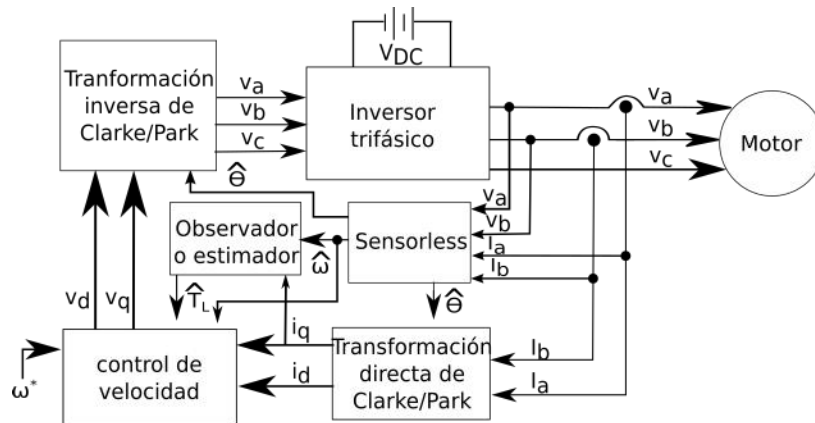 V_DC
Tranformación
inversa de
Clarke/Park
v_a
v_b
v_c
Inversor
trifásico
v_a
v_b
v_c
Motor
θ̂
Observador
o estimador
ω̂
Sensorless
v_a
v_b
I_a
I_b
T̂_L
θ̂
v_d
v_q
control de
velocidad
ω*
i_q
i_d
Transformación
directa de
Clarke/Park
I_b
I_a